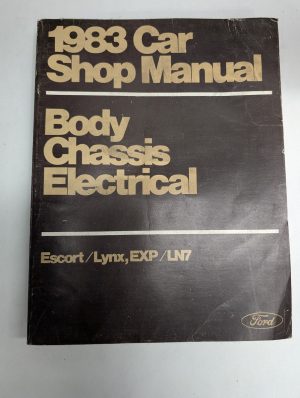 1983 Car
Shop Manual
Body
Chassis
Electrical
Escort/Lynx, EXP/LN7
Ford